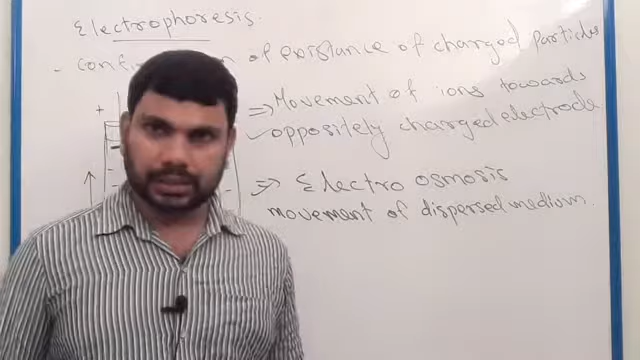 Electrophoresis.
- Conf on of existance of charged particles
+ => Movement of ions towards
oppositely charged electrode.
=> Electro osmosis
movement of dispersed medium.